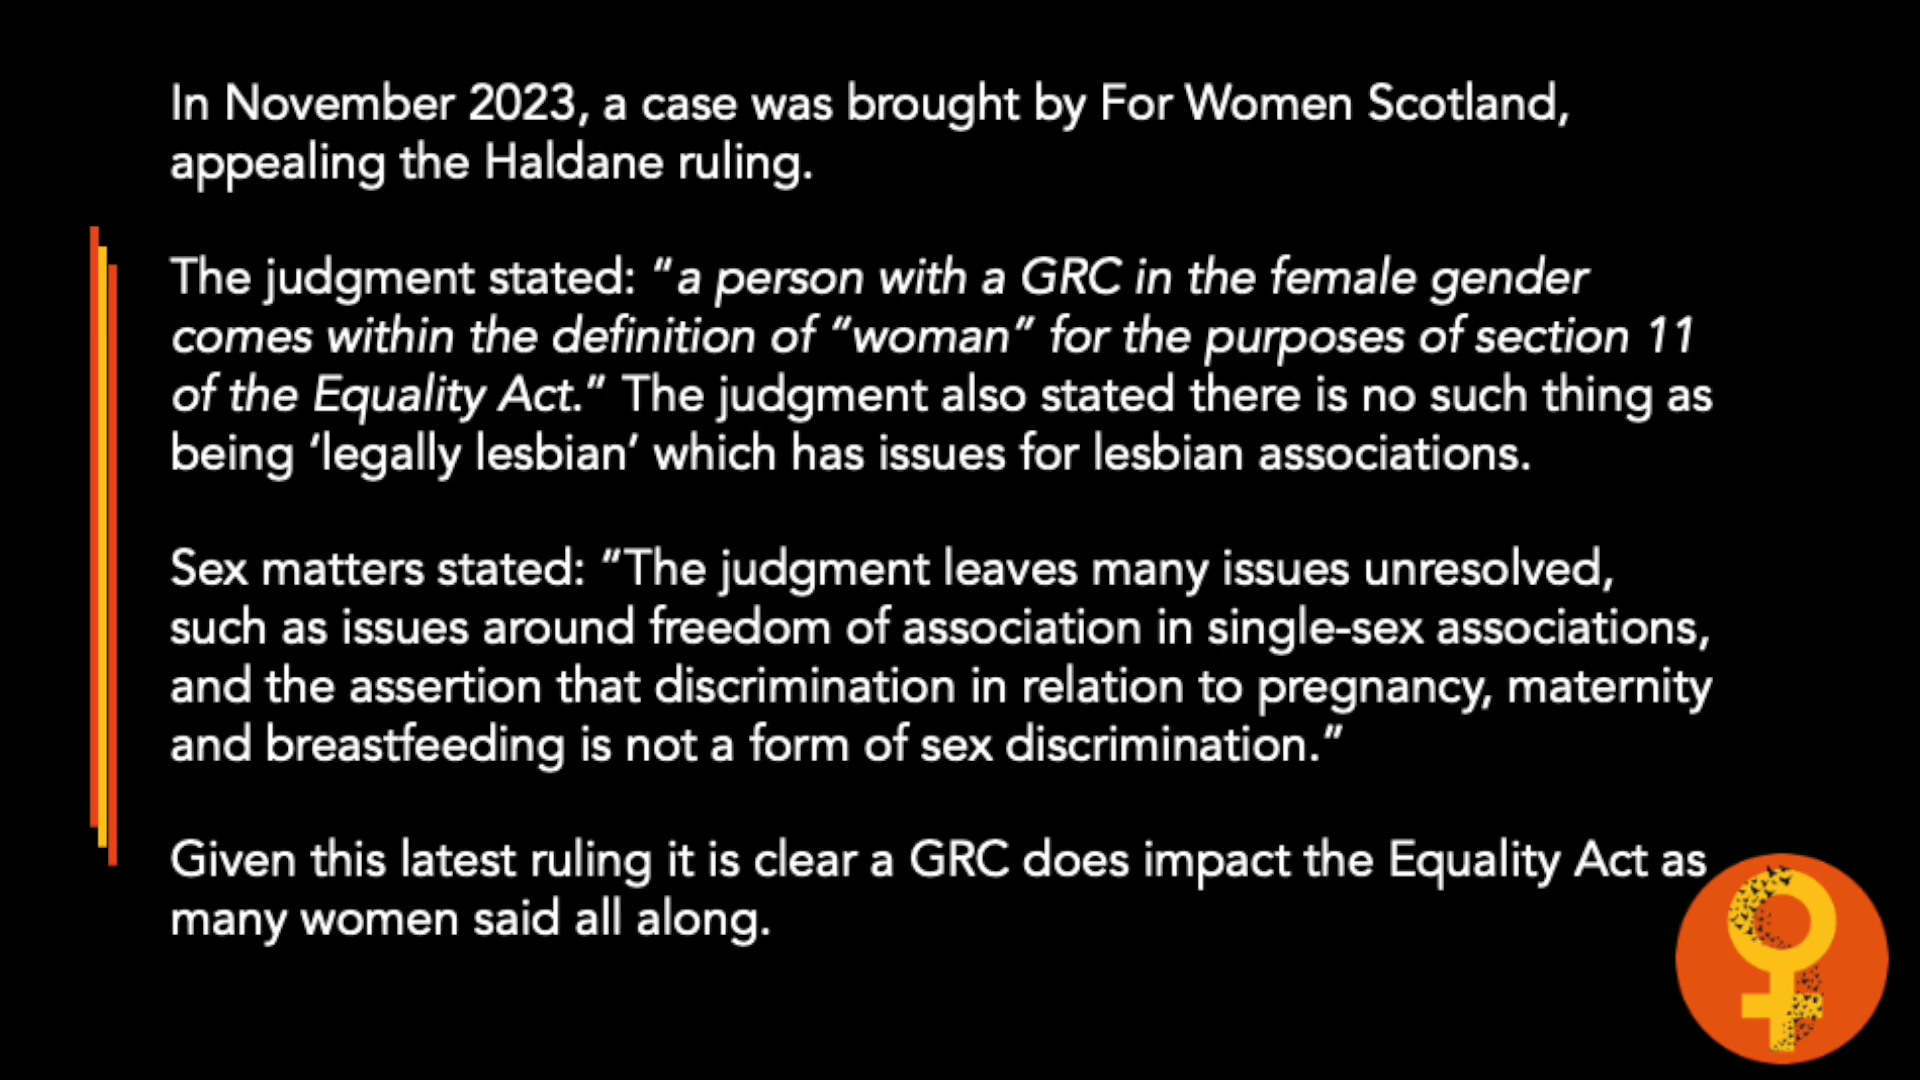 In November 2023, a case was brought by For Women Scotland,
appealing the Haldane ruling.
The judgment stated: “a person with a GRC in the female gender
comes within the definition of “woman” for the purposes of section 11
of the Equality Act.” The judgment also stated there is no such thing as
being ‘legally lesbian’ which has issues for lesbian associations.
Sex matters stated: “The judgment leaves many issues unresolved,
such as issues around freedom of association in single-sex associations,
and the assertion that discrimination in relation to pregnancy, maternity
and breastfeeding is not a form of sex discrimination.”
Given this latest ruling it is clear a GRC does impact the Equality Act as
many women said all along.